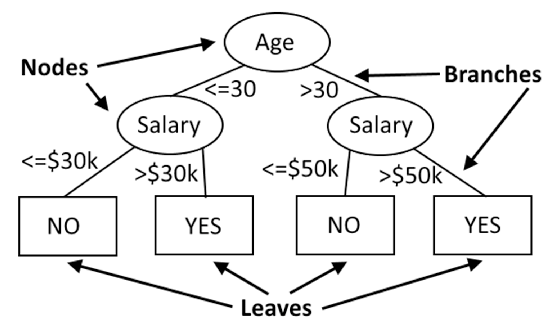 Age
Nodes
Branches
<=30
>30
Salary
Salary
<=$30k
>$30k
<=$50k
>$50k
NO
YES
NO
YES
Leaves